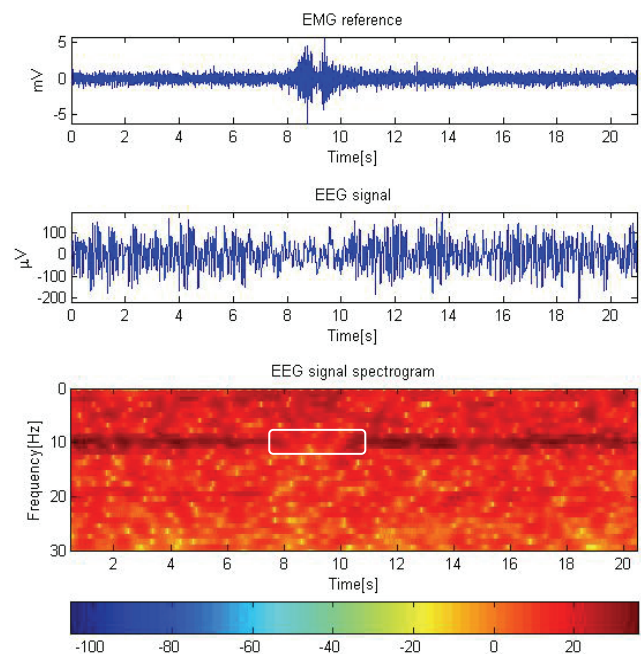 EMG reference
5
0
-5
mV
0 2 4 6 8 10 12 14 16 18 20
Time[s]
EEG signal
100
0
-100
-200
µV
0 2 4 6 8 10 12 14 16 18 20
Time[s]
EEG signal spectrogram
0
10
20
30
Frequency[Hz]
2 4 6 8 10 12 14 16 18 20
Time[s]
-100 -80 -60 -40 -20 0 20